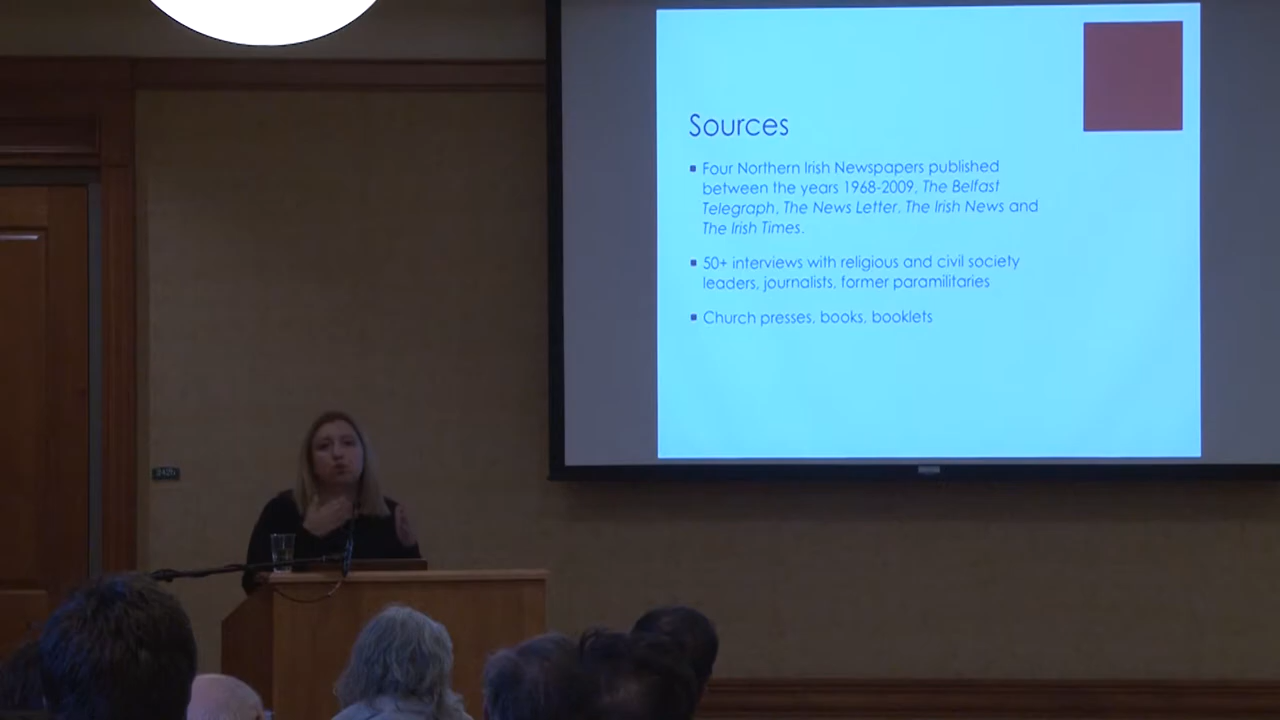 Sources
Four Northern Irish Newspapers published
between the years 1968-2009, The Belfast
Telegraph, The News Letter, The Irish News and
The Irish Times.
50+ interviews with religious and civil society
leaders, journalists, former paramilitaries
Church presses, books, booklets